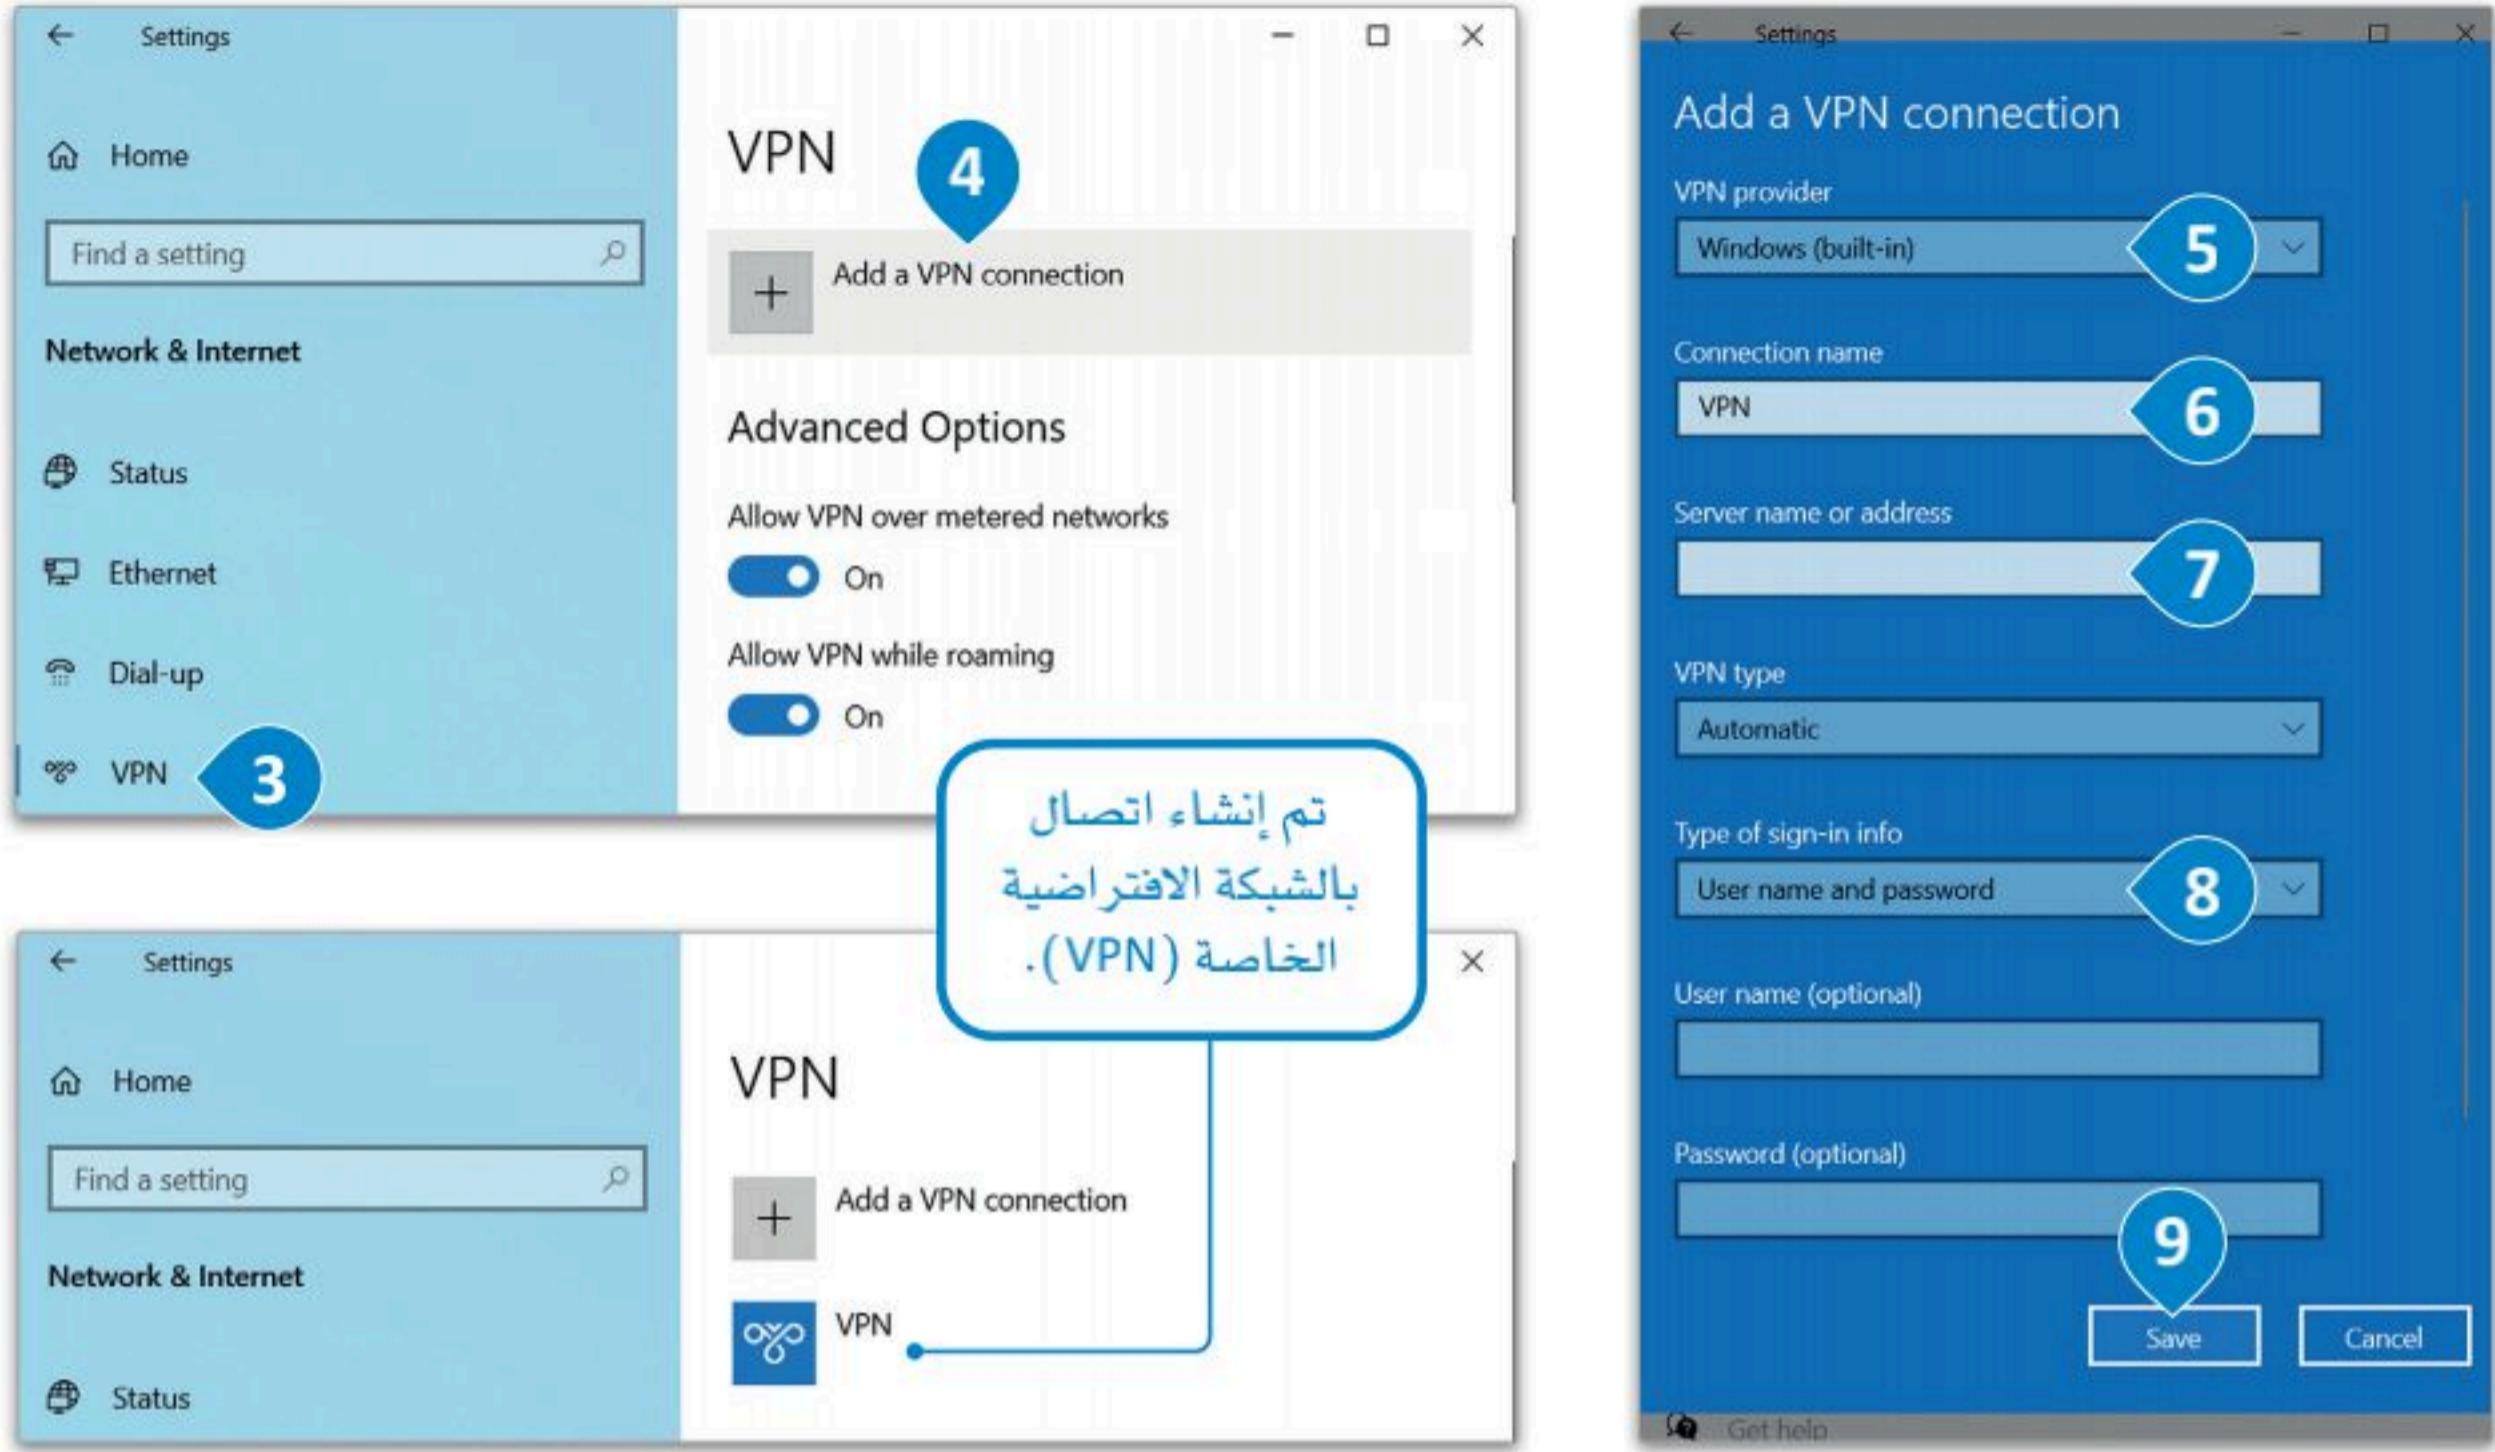 Settings
Home
Find a setting
Network & Internet
Status
Ethernet
Dial-up
VPN
3
VPN
4
Add a VPN connection
Advanced Options
Allow VPN over metered networks
On
Allow VPN while roaming
On
تم إنشاء اتصال
بالشبكة الافتراضية
الخاصة (VPN).
Settings
Home
Find a setting
Network & Internet
Status
VPN
Add a VPN connection
VPN
Settings
Add a VPN connection
VPN provider
Windows (built-in)
5
Connection name
VPN
6
Server name or address
7
VPN type
Automatic
Type of sign-in info
User name and password
8
User name (optional)
Password (optional)
9
Save
Cancel
Get help